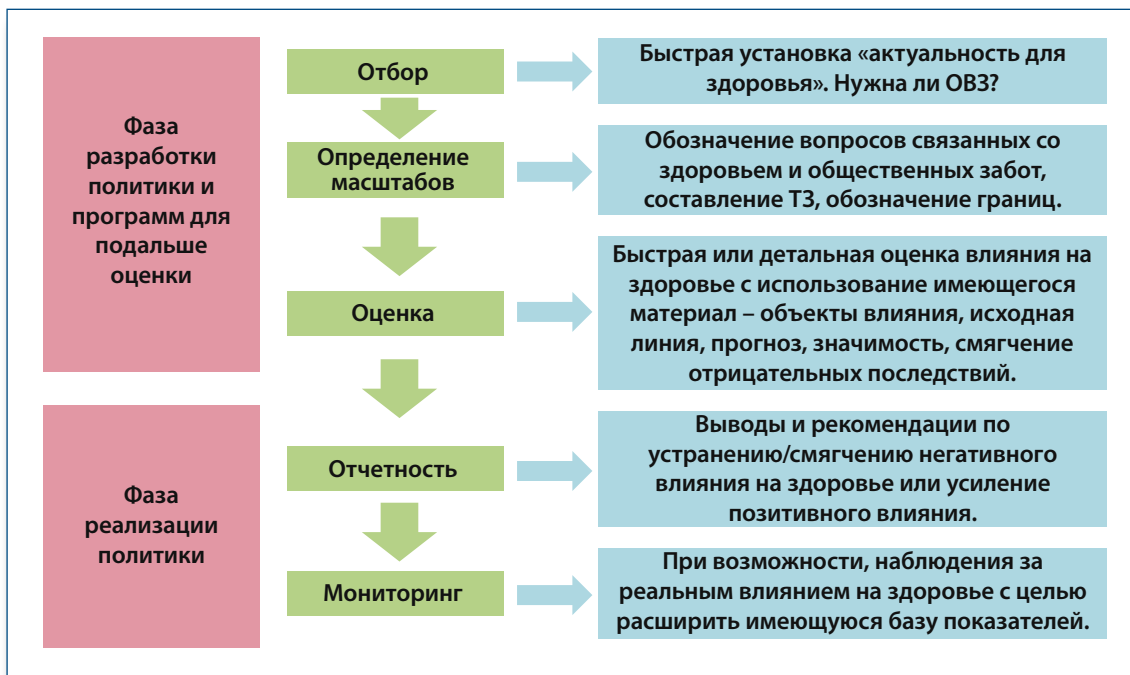 Фаза
разработки
политики и
программ для
подальше
оценки
Отбор
Быстрая установка «актуальность для
здоровья». Нужна ли ОВЗ?
Определение
масштабов
Обозначение вопросов связанных со
здоровьем и общественных забот,
составление ТЗ, обозначение границ.
Оценка
Быстрая или детальная оценка влияния на
здоровье с использование имеющегося
материал – объекты влияния, исходная
линия, прогноз, значимость, смягчение
отрицательных последствий.
Фаза
реализации
политики
Отчетность
Выводы и рекомендации по
устранению/смягчению негативного
влияния на здоровье или усиление
позитивного влияния.
Мониторинг
При возможности, наблюдения за
реальным влиянием на здоровье с целью
расширить имеющуюся базу показателей.